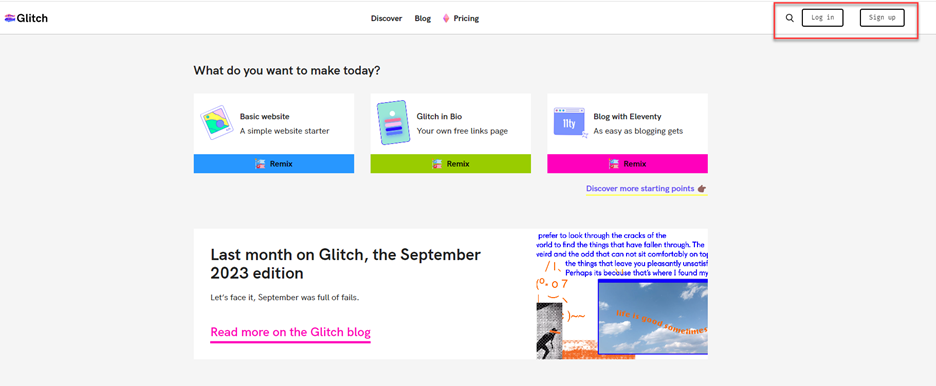 Glitch
Discover Blog Pricing
Log in Sign up
What do you want to make today?
Basic website
A simple website starter
Remix
Glitch in Bio
Your own free links page
Remix
11ty
Blog with Eleventy
As easy as blogging gets
Remix
Discover more starting points
Last month on Glitch, the September
2023 edition
Let's face it, September was full of fails.
Read more on the Glitch blog
prefer to look through the cracks of the
world to find the things that have fallen through. The
weird and the odd that can not sit comfortably on top
the things that leave you pleasantly
Perhaps its because that's where I found my
life is good sometimes